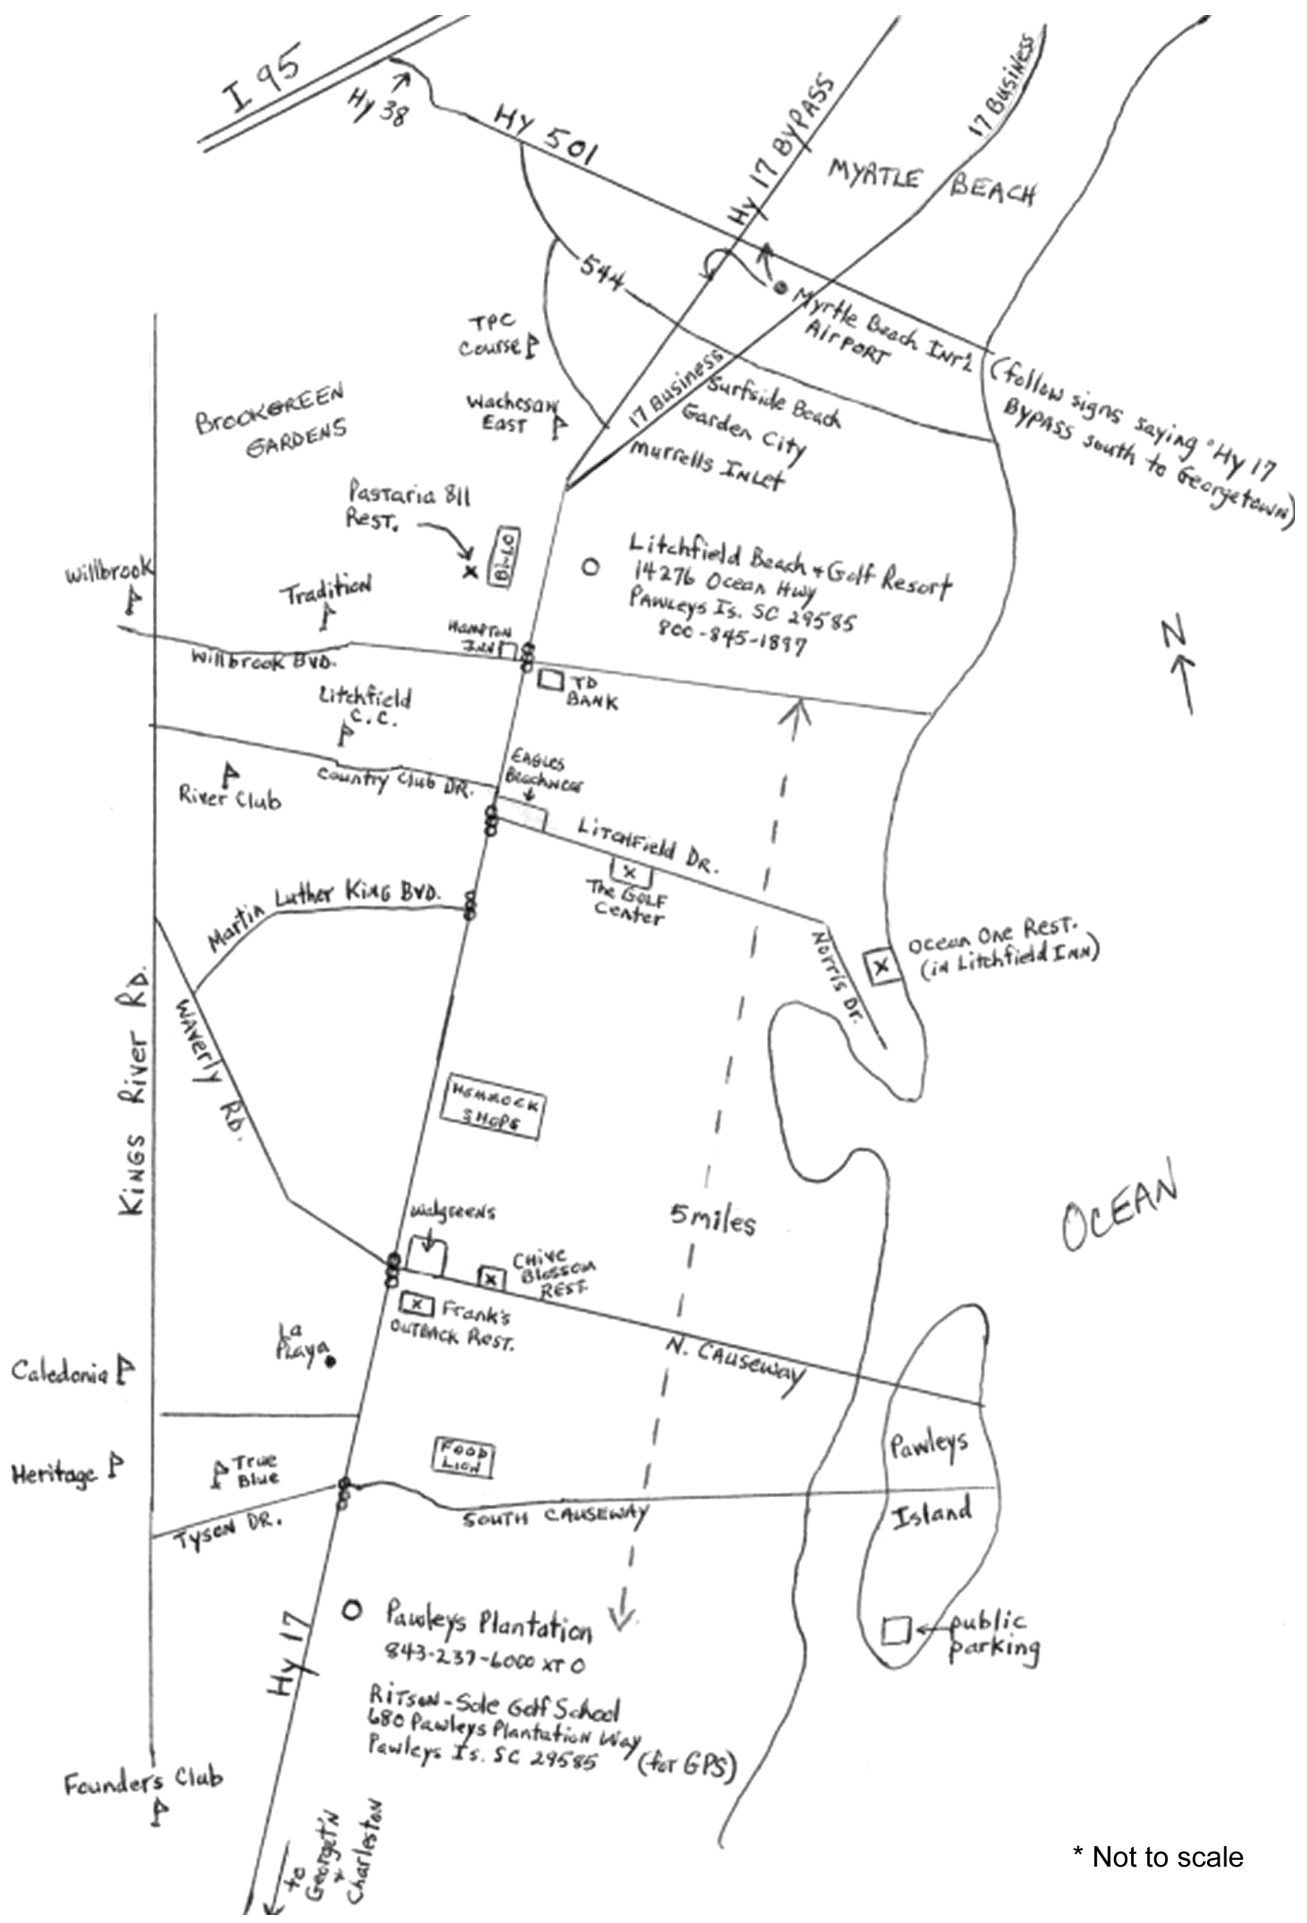 I 95
Hy 38
Hy 501
Hy 17 BYPASS
17 BUSINESS
MYRTLE BEACH
544
Myrtle Beach INT'L
AIRPORT
(follow signs saying "Hy 17
BYPASS south to Georgetown)
TPC
Course
Wachesaw
EAST
17 Business
Surfside Beach
Garden City
Murrells INLet
BROOKGREEN
GARDENS
Pastaria 811
REST.
Bi-LO
Litchfield Beach + Golf Resort
14276 Ocean Hwy
PAWLEYS Is. SC 29585
800-845-1897
Willbrook
Tradition
HAMPTON
INN
Willbrook BVD.
TD
BANK
N
Litchfield
C.C.
EAGLES
Beachwear
Country Club DR.
River Club
LITCHField DR.
The GOLF
Center
Martin Luther King BVD.
Norris Dr.
Ocean One Rest.
(iN Litchfield INN)
KINGS River RD.
WAverly RD.
HAMMOCK
SHOPS
5 miles
OCEAN
Walgreens
CHive
Blossom
REST.
Frank's
OUTBACK REST.
La
Playa
N. CAUSEWAY
Caledonia
Heritage
True
Blue
FOOD
LION
Pawleys
Island
TYSON DR.
SOUTH CAUSEWAY
Hy 17
Pawleys Plantation
843-237-6000 XT 0
RITSON-Sole Golf School
680 Pawleys Plantation Way
Pawleys Is. SC 29585 (for GPS)
public
parking
Founders Club
to
Georget'N
+
Charleston
* Not to scale